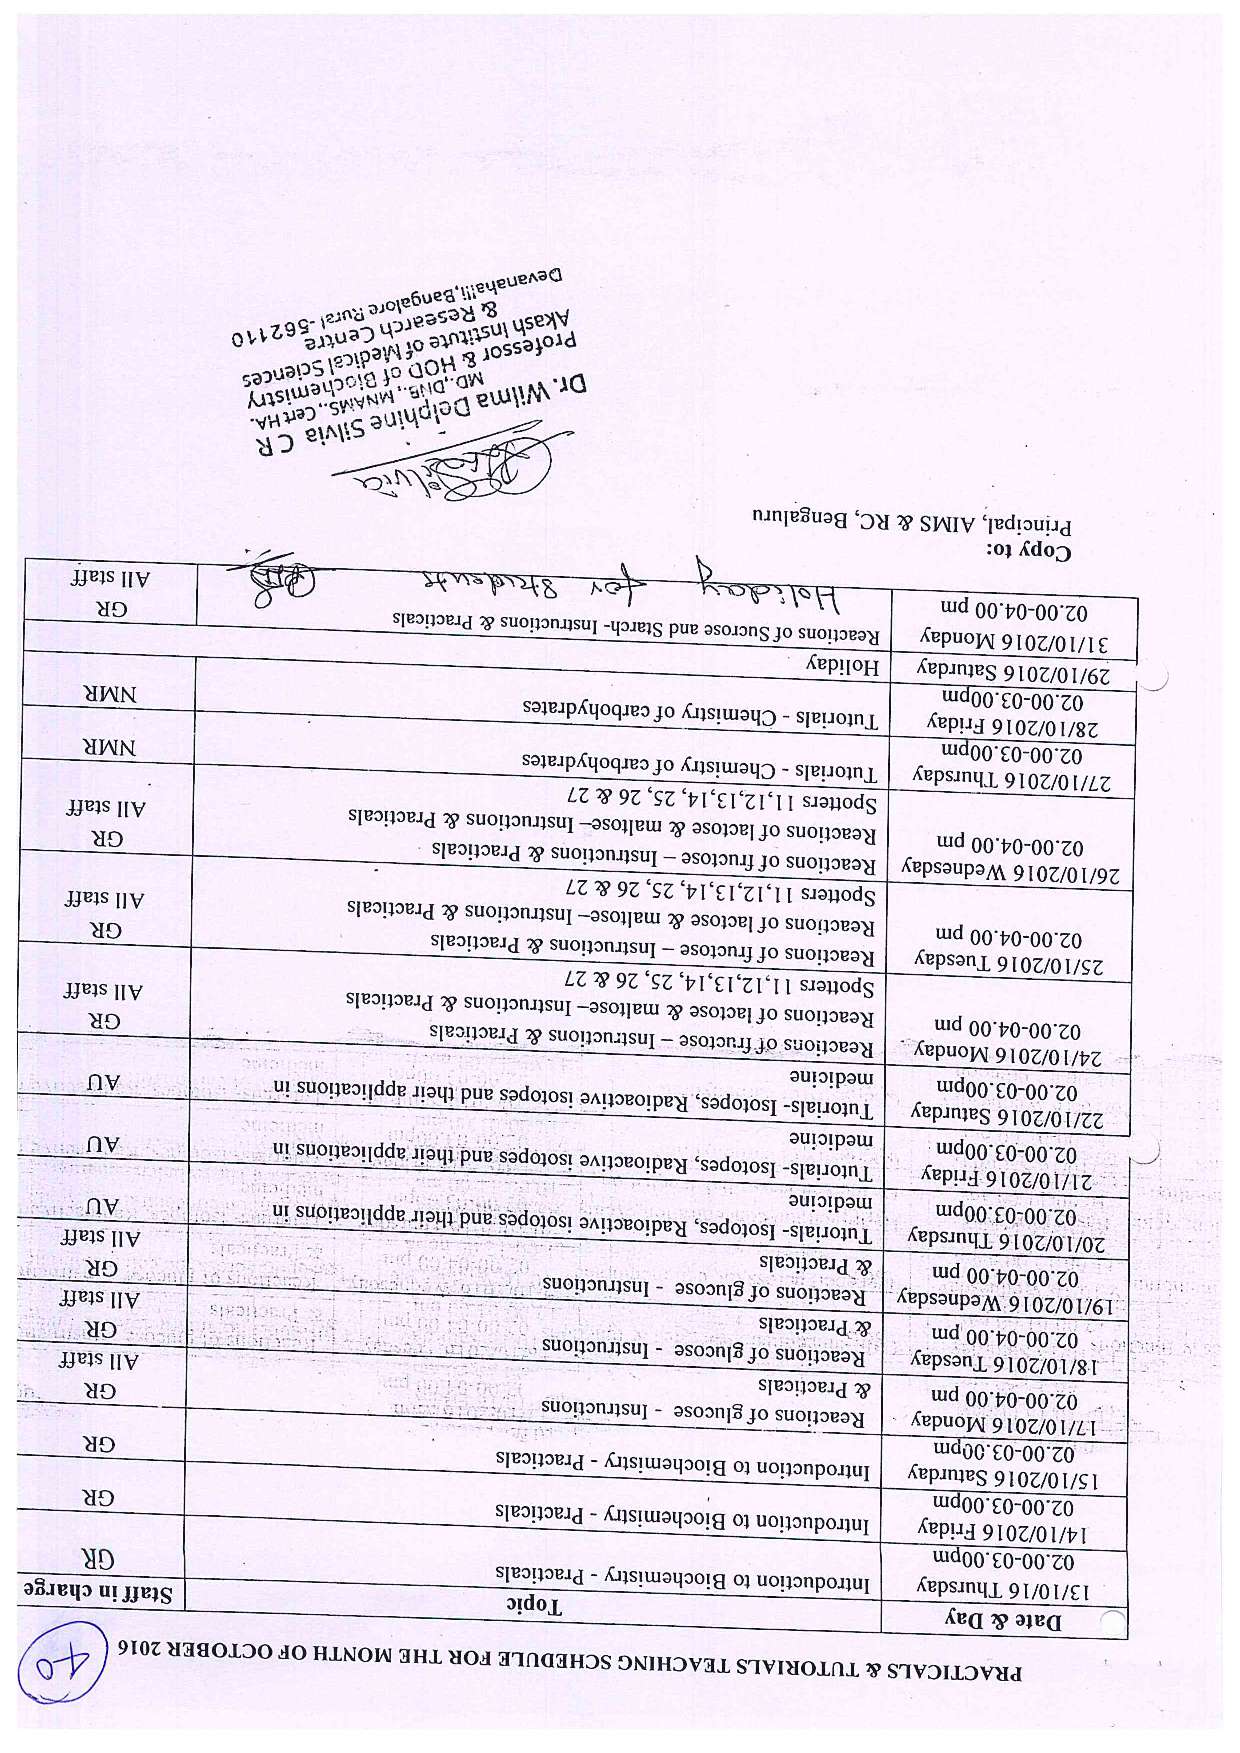 40
PRACTICALS & TUTORIALS TEACHING SCHEDULE FOR THE MONTH OF OCTOBER 2016
Date & Day Topic Staff in charge
13/10/16 Thursday
02.00-03.00pm Introduction to Biochemistry - Practicals GR
14/10/2016 Friday
02.00-03.00pm Introduction to Biochemistry - Practicals GR
15/10/2016 Saturday
02.00-03.00pm Introduction to Biochemistry - Practicals GR
17/10/2016 Monday Reactions of glucose - Instructions GR
02.00-04.00 pm & Practicals All staff
18/10/2016 Tuesday Reactions of glucose - Instructions GR
02.00-04.00 pm & Practicals All staff
19/10/2016 Wednesday Reactions of glucose - Instructions GR
02.00-04.00 pm & Practicals All staff
20/10/2016 Thursday Tutorials- Isotopes, Radioactive isotopes and their applications in AU
02.00-03.00pm medicine
21/10/2016 Friday Tutorials- Isotopes, Radioactive isotopes and their applications in AU
02.00-03.00pm medicine
22/10/2016 Saturday Tutorials- Isotopes, Radioactive isotopes and their applications in AU
02.00-03.00pm medicine
24/10/2016 Monday Reactions of fructose – Instructions & Practicals GR
02.00-04.00 pm Reactions of lactose & maltose– Instructions & Practicals All staff
Spotters 11,12,13,14, 25, 26 & 27
25/10/2016 Tuesday Reactions of fructose – Instructions & Practicals GR
02.00-04.00 pm Reactions of lactose & maltose– Instructions & Practicals All staff
Spotters 11,12,13,14, 25, 26 & 27
26/10/2016 Wednesday Reactions of fructose – Instructions & Practicals GR
02.00-04.00 pm Reactions of lactose & maltose– Instructions & Practicals All staff
Spotters 11,12,13,14, 25, 26 & 27
27/10/2016 Thursday Tutorials - Chemistry of carbohydrates NMR
02.00-03.00pm
28/10/2016 Friday Tutorials - Chemistry of carbohydrates NMR
02.00-03.00pm
29/10/2016 Saturday Holiday
31/10/2016 Monday Reactions of Sucrose and Starch- Instructions & Practicals GR
02.00-04.00 pm Holiday for students All staff
Copy to:
Principal, AIMS & RC, Bengaluru
Silvia
Dr. Wilma Delphine Silvia CR
MD., DNB., MNAMS., Cert HA.
Professor & HOD of Biochemistry
Akash Institute of Medical Sciences
& Research Centre
Devanahalli, Bangalore Rural -562110